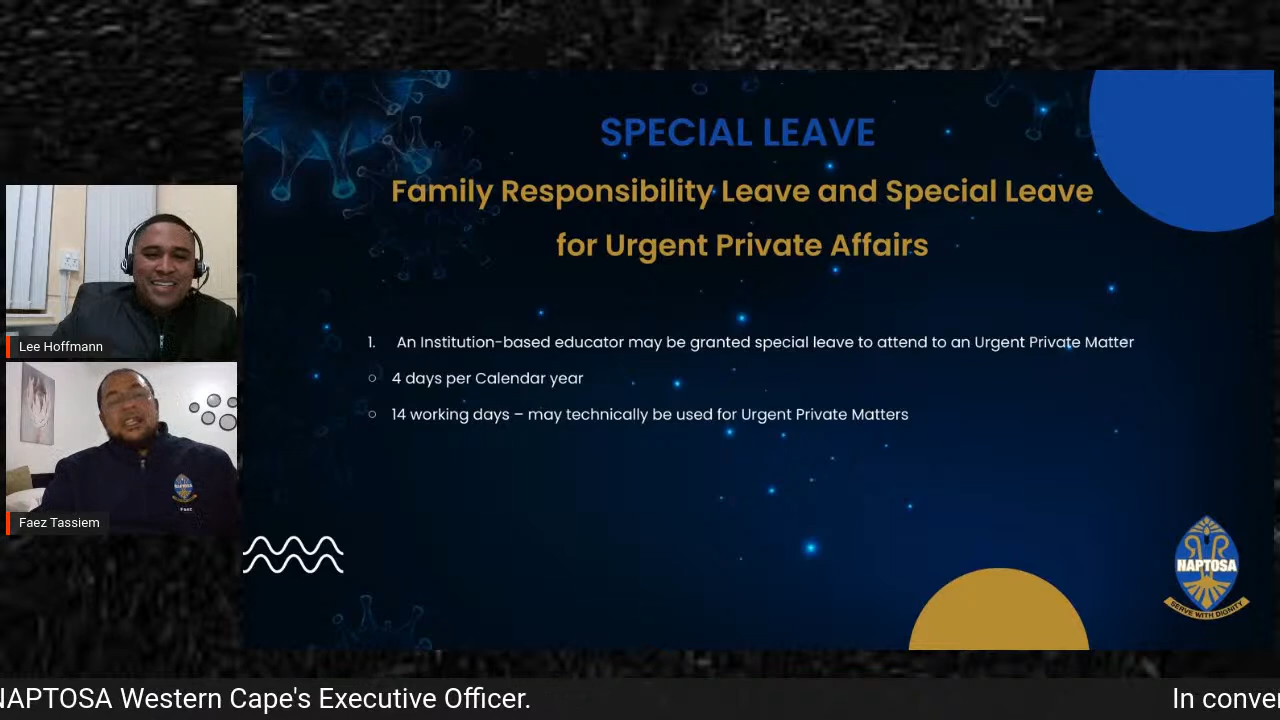 SPECIAL LEAVE
Family Responsibility Leave and Special Leave
for Urgent Private Affairs
1. An Institution-based educator may be granted special leave to attend to an Urgent Private Matter
○ 4 days per Calendar year
○ 14 working days – may technically be used for Urgent Private Matters
Lee Hoffmann
NAPTOSA
Faez
Faez Tassiem
NAPTOSA
SERVE WITH DIGNITY
NAPTOSA Western Cape's Executive Officer.
In conver